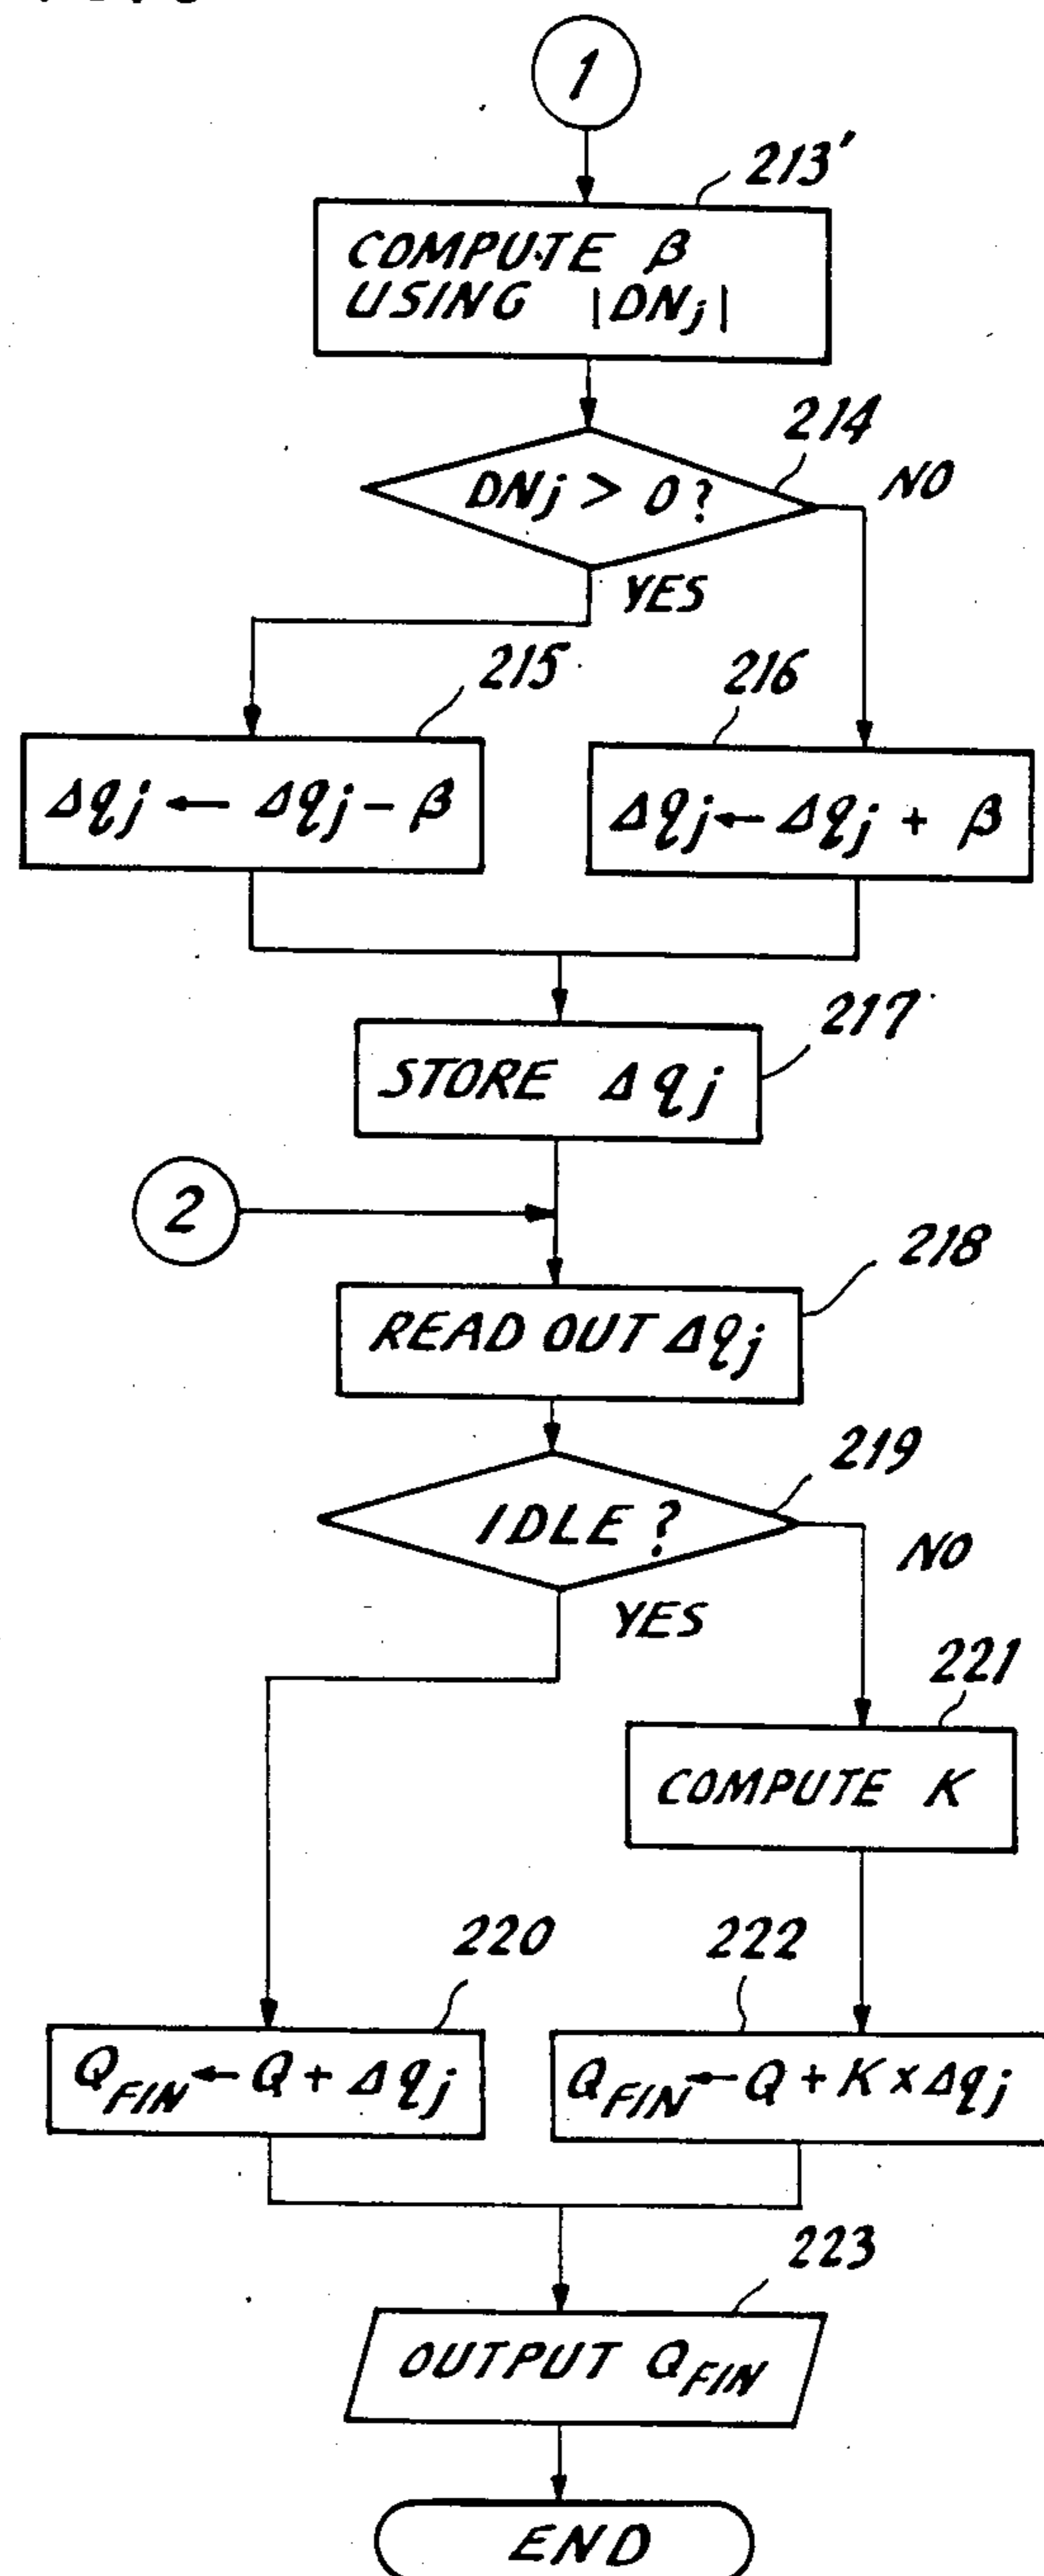 1
213'
COMPUTE β
USING |DNj|
214
DNj > 0?
NO
YES
215
216
Δqj ← Δqj - β
Δqj ← Δqj + β
217
STORE Δqj
2
218
READ OUT Δqj
219
IDLE?
NO
YES
221
COMPUTE K
220
222
QFIN ← Q + Δqj
QFIN ← Q + K × Δqj
223
OUTPUT QFIN
END